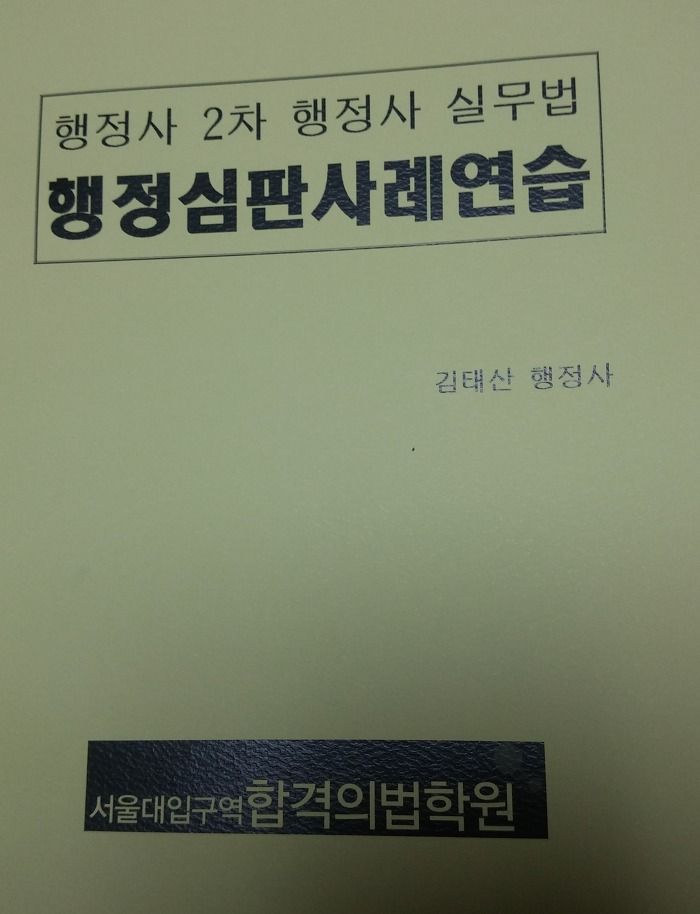 행정사 2차 행정사 실무법
행정심판사례연습
김태산 행정사
서울대입구역합격의법학원